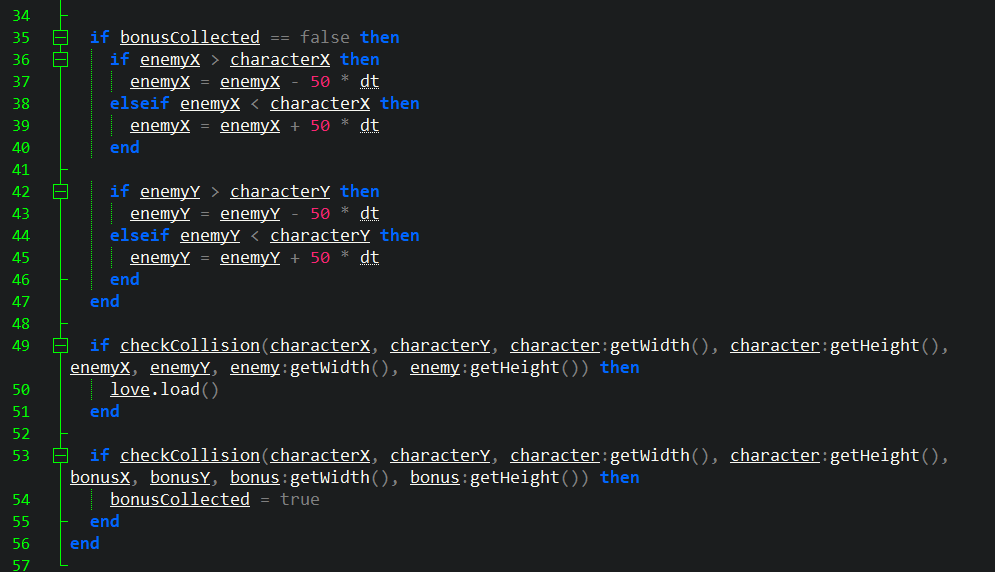 34
35 if bonusCollected == false then
36 if enemyX > characterX then
37 enemyX = enemyX - 50 * dt
38 elseif enemyX < characterX then
39 enemyX = enemyX + 50 * dt
40 end
41
42 if enemyY > characterY then
43 enemyY = enemyY - 50 * dt
44 elseif enemyY < characterY then
45 enemyY = enemyY + 50 * dt
46 end
47 end
48
49 if checkCollision(characterX, characterY, character:getWidth(), character:getHeight(),
enemyX, enemyY, enemy:getWidth(), enemy:getHeight()) then
50 love.load()
51 end
52
53 if checkCollision(characterX, characterY, character:getWidth(), character:getHeight(),
bonusX, bonusY, bonus:getWidth(), bonus:getHeight()) then
54 bonusCollected = true
55 end
56 end
57